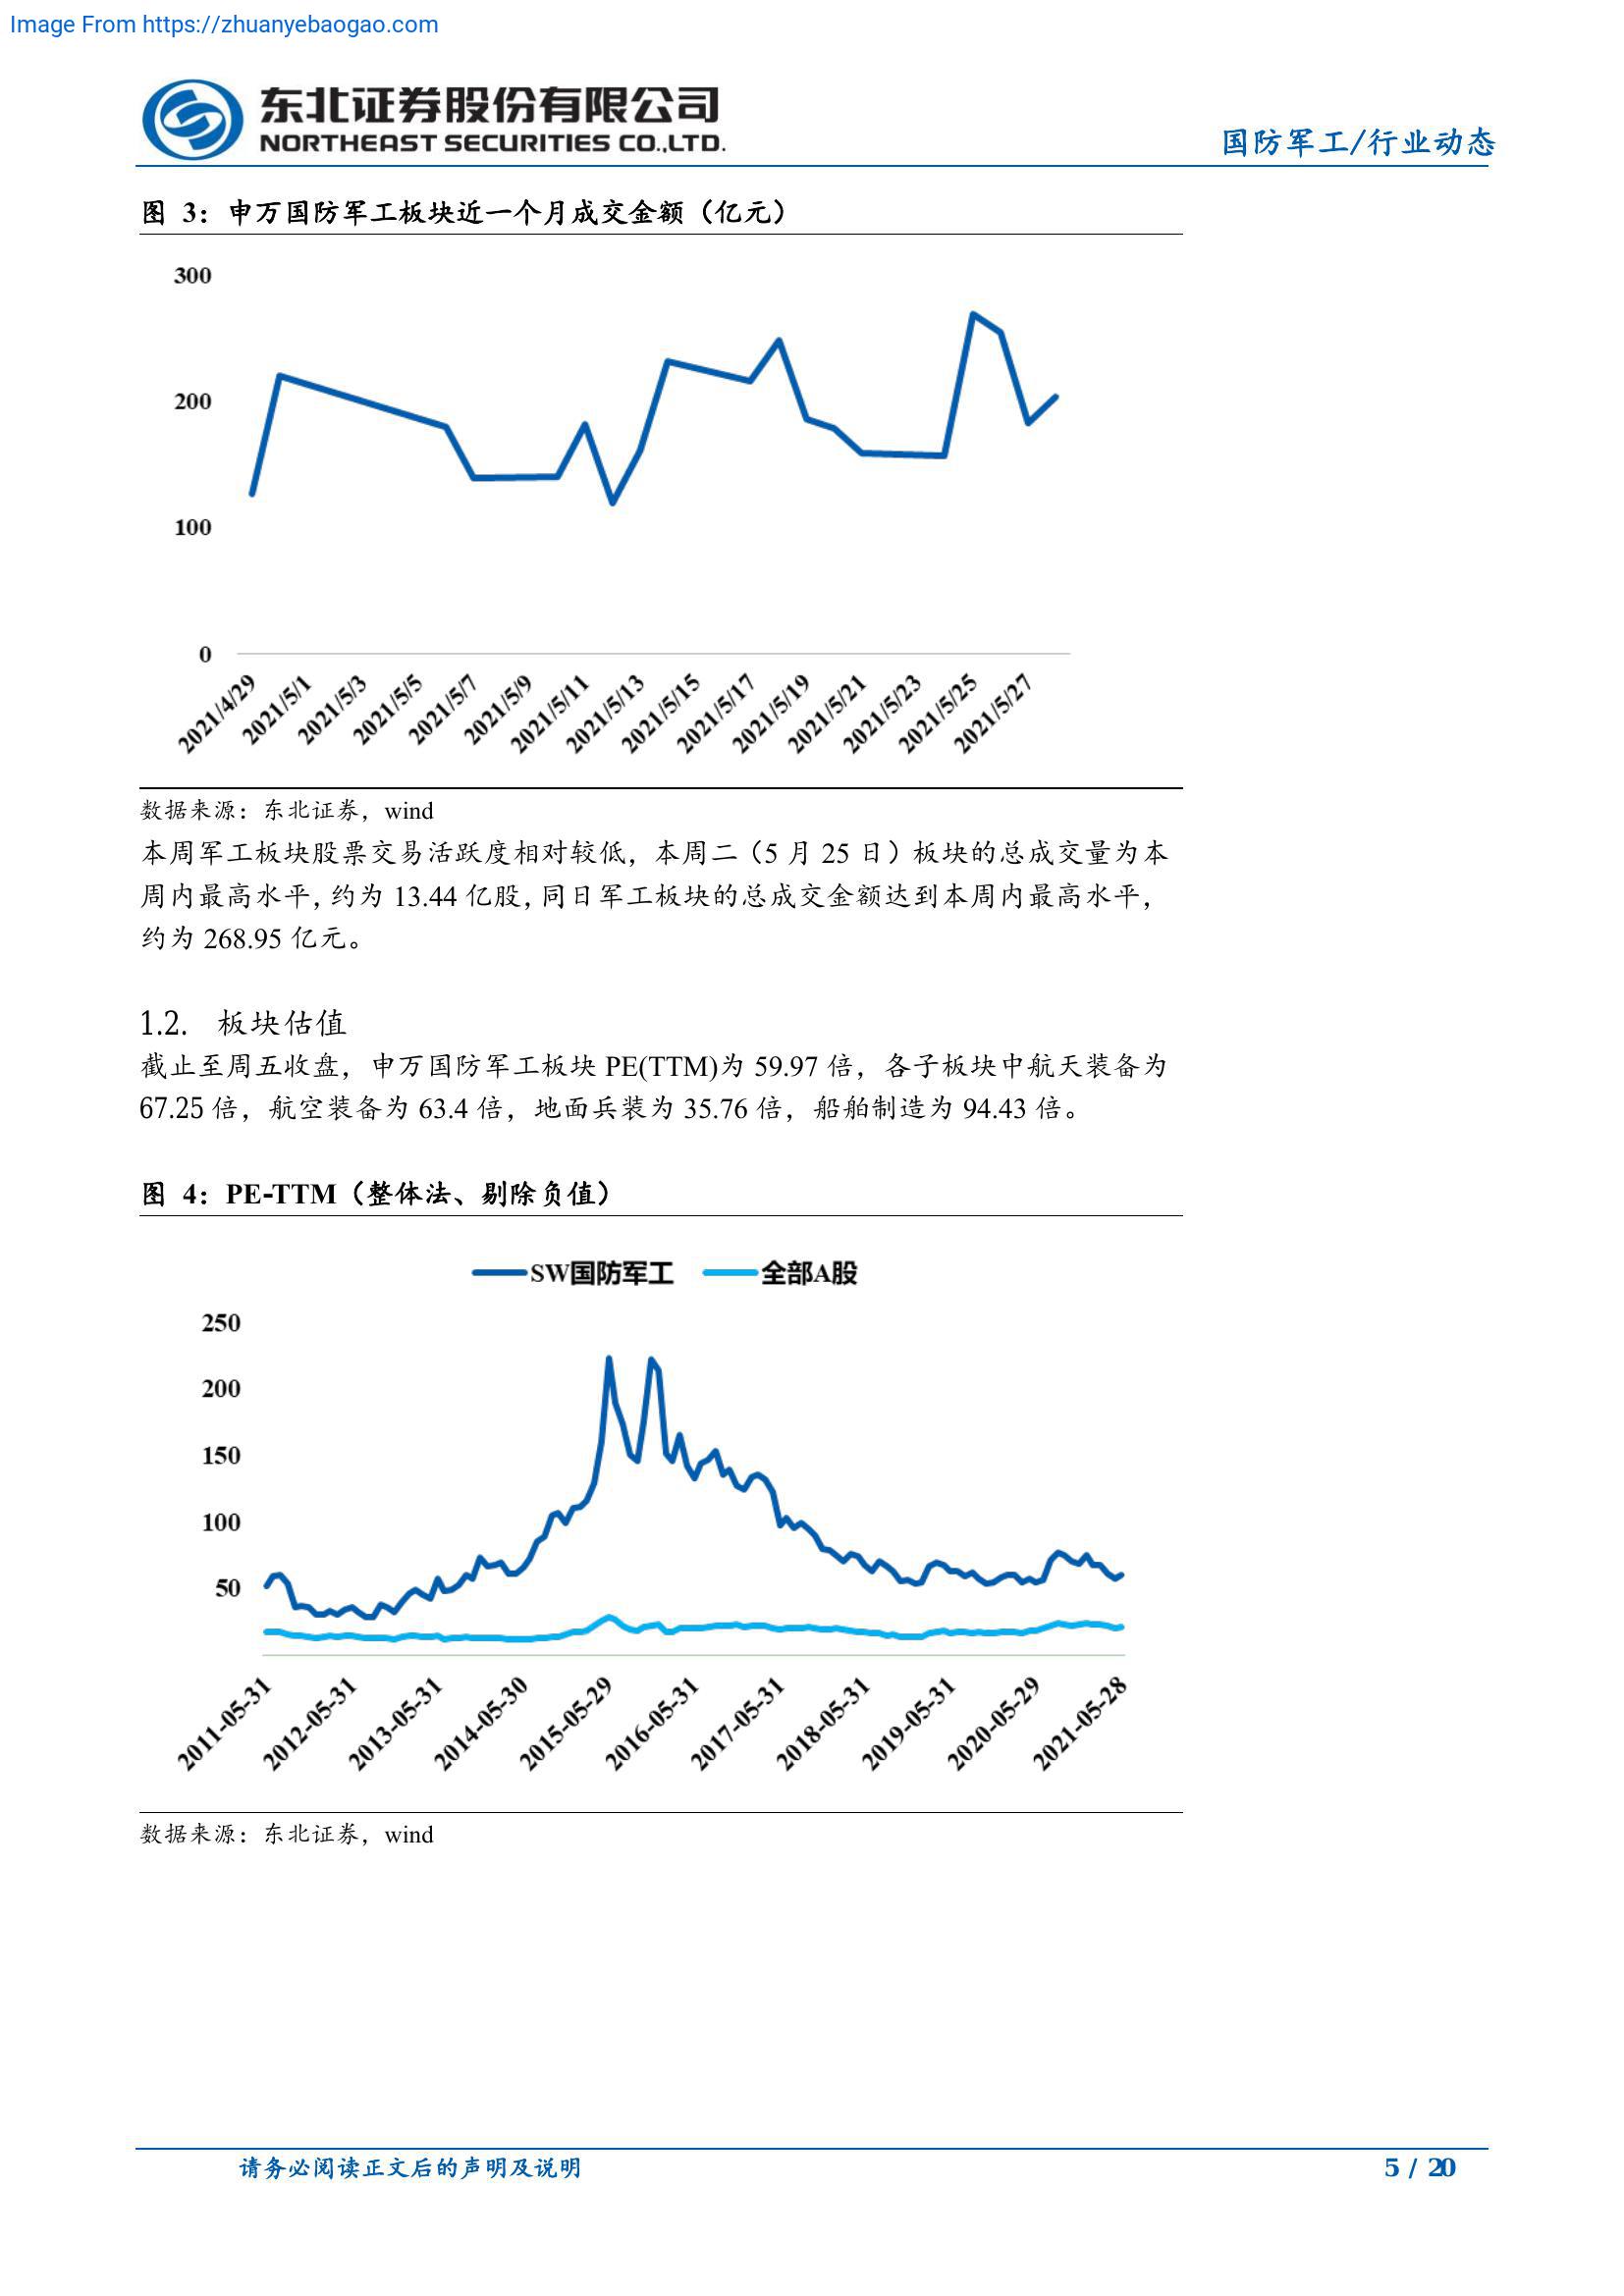 Image From https://zhuanyebaogao.com
东北证券股份有限公司
NORTHEAST SECURITIES CO.,LTD.
国防军工/行业动态
图 3：申万国防军工板块近一个月成交金额（亿元）
300
200
100
0
2021/4/29 2021/5/1 2021/5/3 2021/5/5 2021/5/7 2021/5/9 2021/5/11 2021/5/13 2021/5/15 2021/5/17 2021/5/19 2021/5/21 2021/5/23 2021/5/25 2021/5/27
数据来源：东北证券，wind
本周军工板块股票交易活跃度相对较低，本周二（5 月 25 日）板块的总成交量为本
周内最高水平，约为 13.44 亿股，同日军工板块的总成交金额达到本周内最高水平，
约为 268.95 亿元。
1.2. 板块估值
截止至周五收盘，申万国防军工板块 PE(TTM)为 59.97 倍，各子板块中航天装备为
67.25 倍，航空装备为 63.4 倍，地面兵装为 35.76 倍，船舶制造为 94.43 倍。
图 4：PE-TTM（整体法、剔除负值）
SW国防军工 全部A股
250
200
150
100
50
2011-05-31 2012-05-31 2013-05-31 2014-05-30 2015-05-29 2016-05-31 2017-05-31 2018-05-31 2019-05-31 2020-05-29 2021-05-28
数据来源：东北证券，wind
请务必阅读正文后的声明及说明
5 / 20